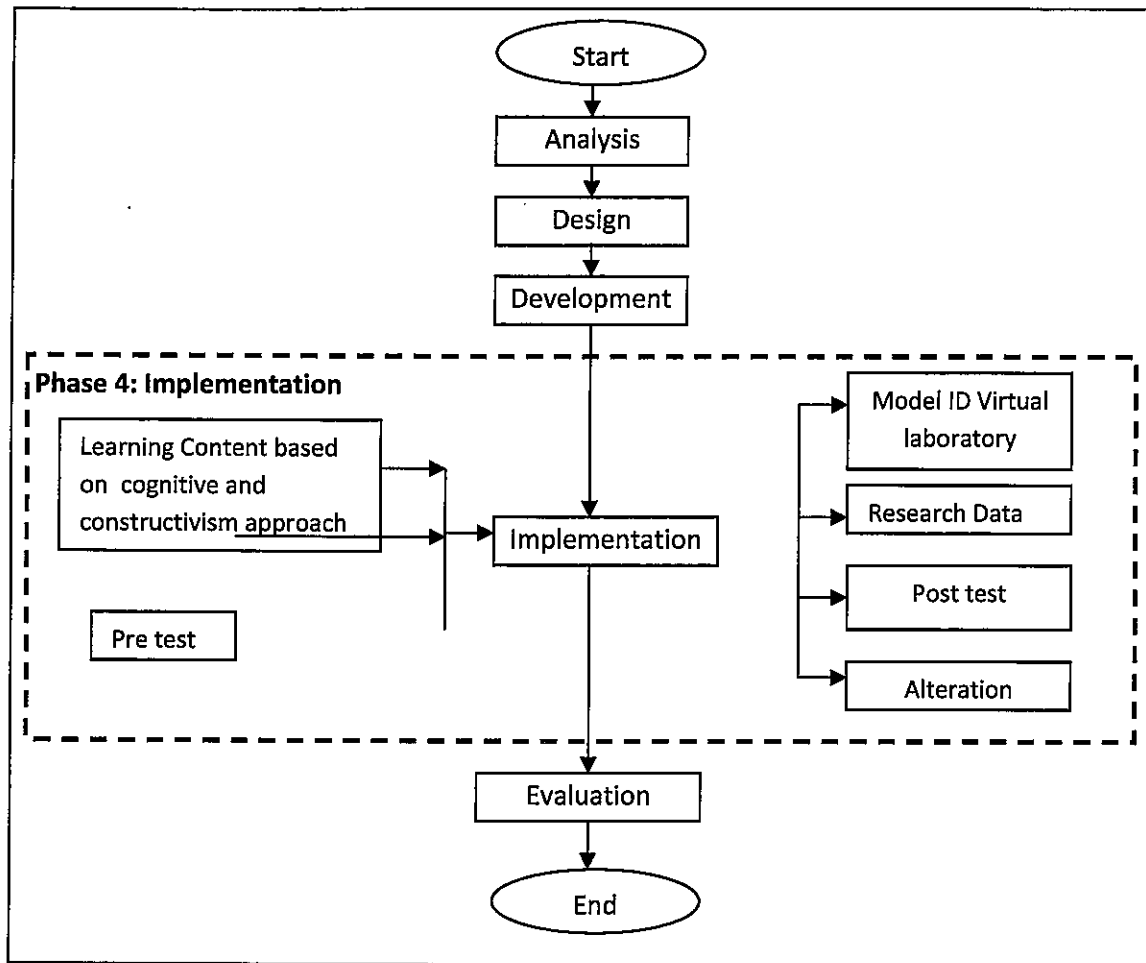 Start
Analysis
Design
Development
Phase 4: Implementation
Learning Content based
on cognitive and
constructivism approach
Pre test
Implementation
Model ID Virtual
laboratory
Research Data
Post test
Alteration
Evaluation
End